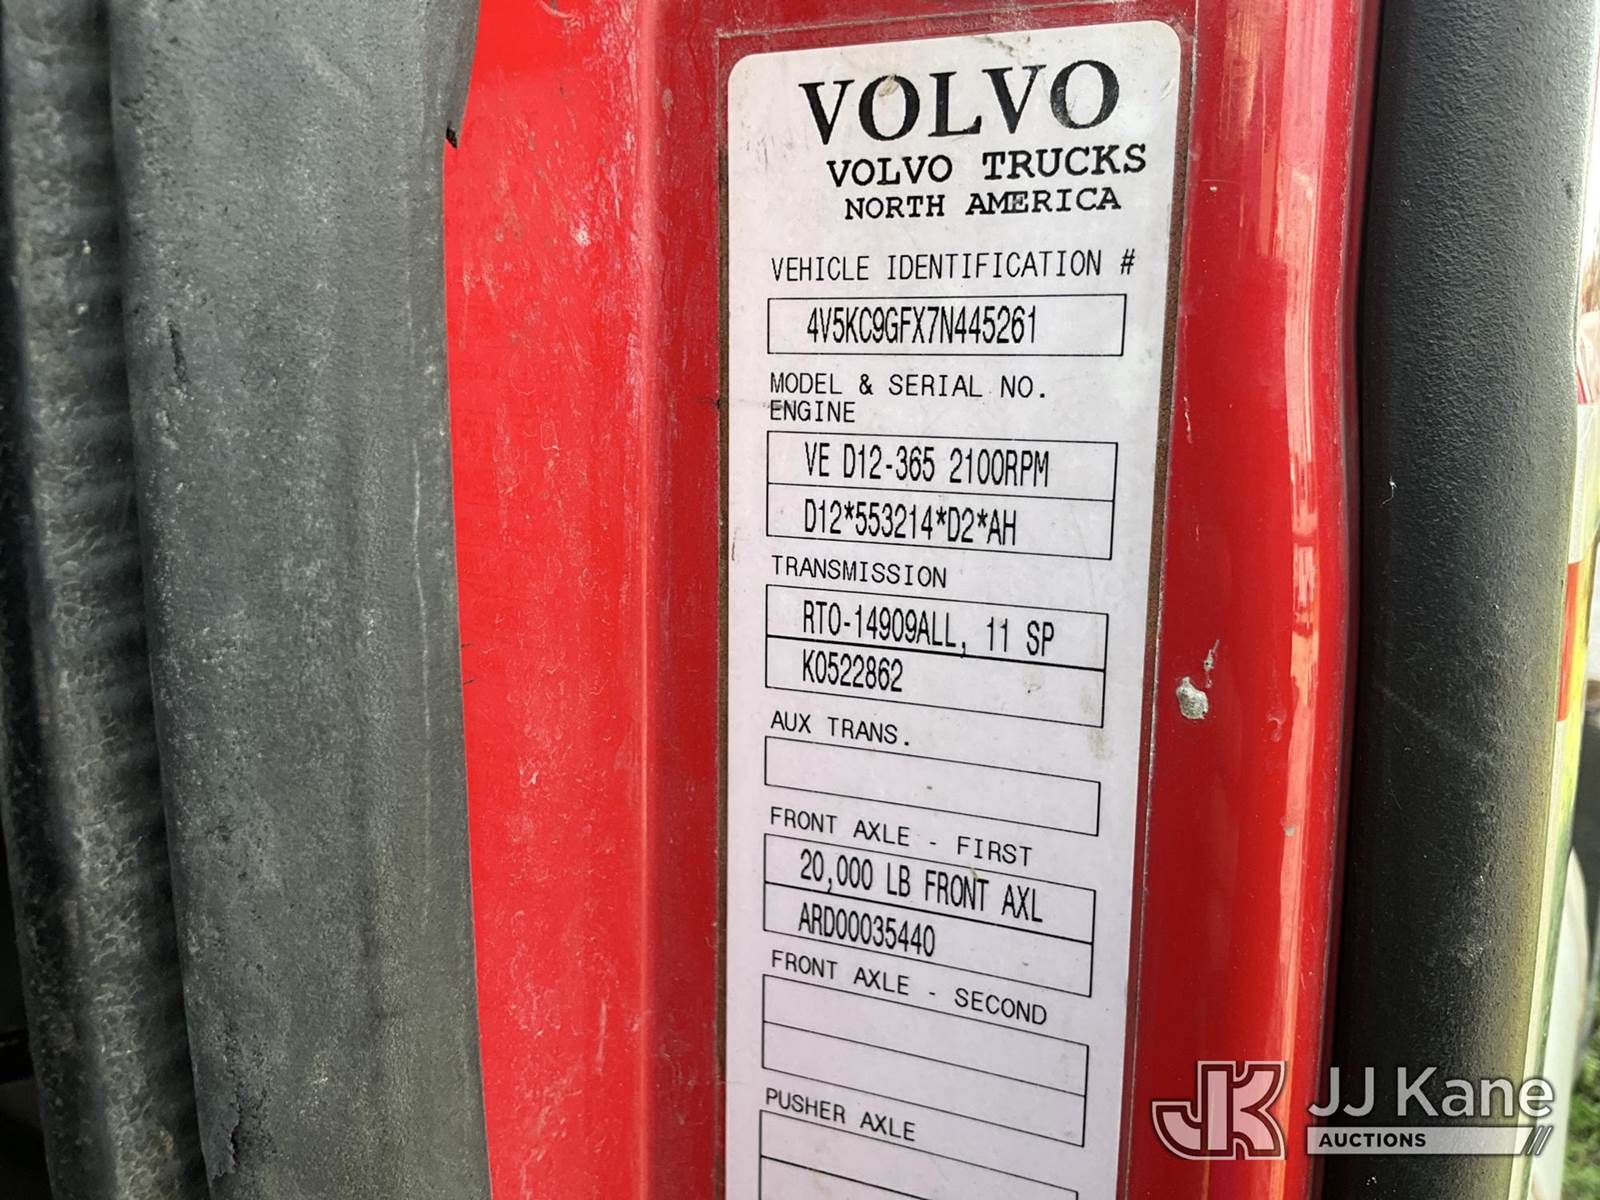 VOLVO
VOLVO TRUCKS
NORTH AMERICA
VEHICLE IDENTIFICATION #
4V5KC9GFX7N445261
MODEL & SERIAL NO.
ENGINE
VE D12-365 2100RPM
D12*553214*D2*AH
TRANSMISSION
RTO-14909ALL, 11 SP
K0522862
AUX TRANS.
FRONT AXLE - FIRST
20,000 LB FRONT AXL
ARD00035440
FRONT AXLE - SECOND
PUSHER AXLE
JK JJ Kane
AUCTIONS